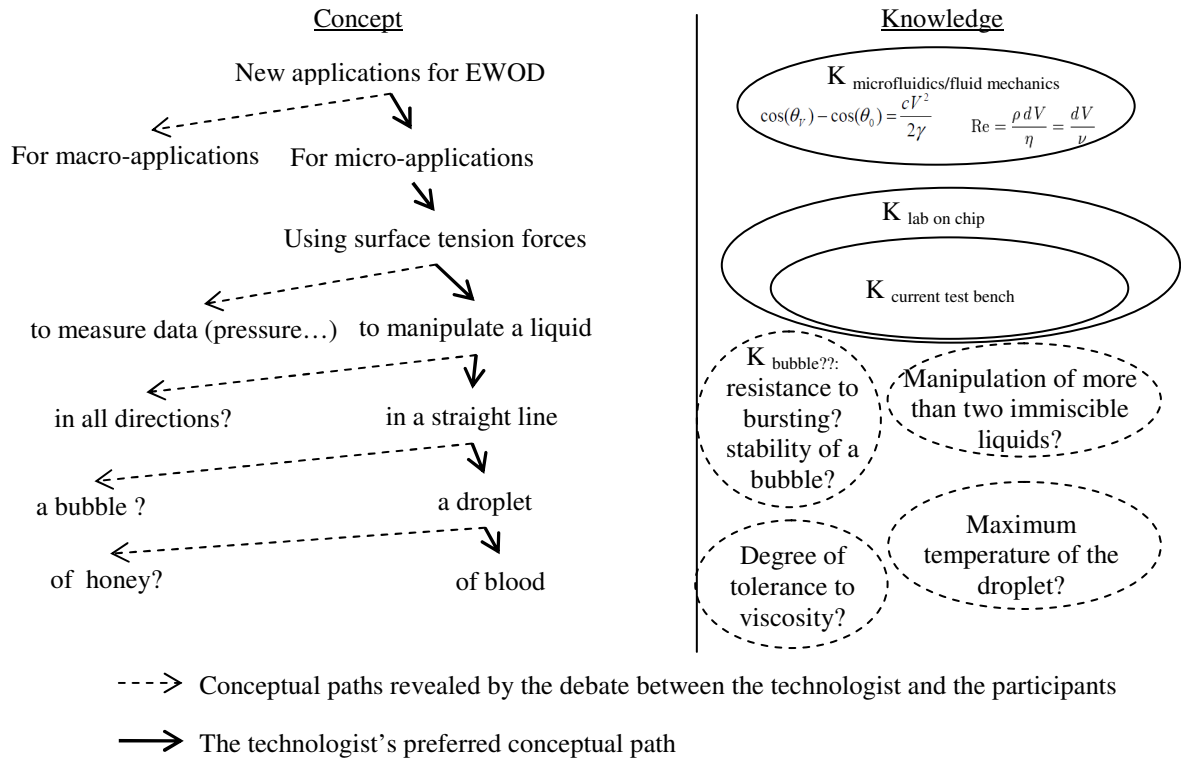 Concept
New applications for EWOD
For macro-applications
For micro-applications
Using surface tension forces
to measure data (pressure…)
to manipulate a liquid
in all directions?
in a straight line
a bubble ?
a droplet
of honey?
of blood
Knowledge
K microfluidics/fluid mechanics
cos(θ_V) − cos(θ_0) = cV²/2γ
Re = ρ dV/η = dV/ν
K lab on chip
K current test bench
K bubble??:
resistance to
bursting?
stability of a
bubble?
Manipulation of more
than two immiscible
liquids?
Degree of
tolerance to
viscosity?
Maximum
temperature of the
droplet?
Conceptual paths revealed by the debate between the technologist and the participants
The technologist’s preferred conceptual path